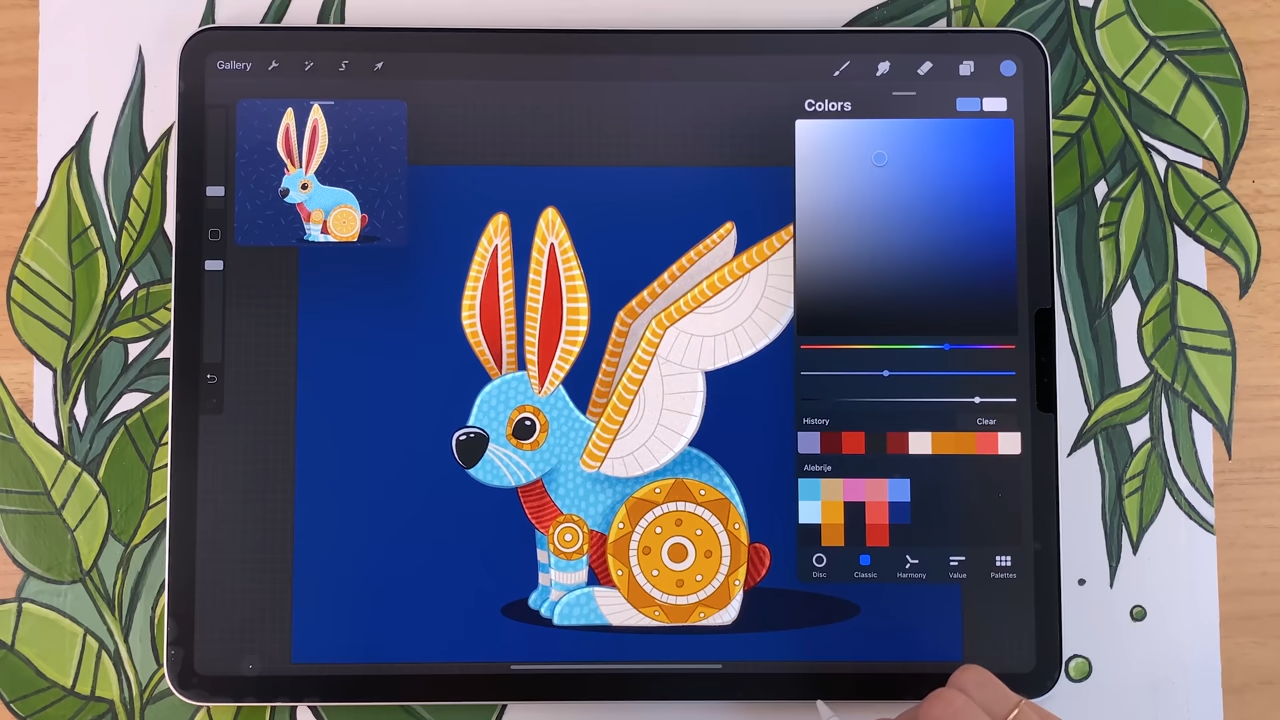 Gallery
Colors
History
Clear
Alebrije
Disc
Classic
Harmony
Value
Palettes